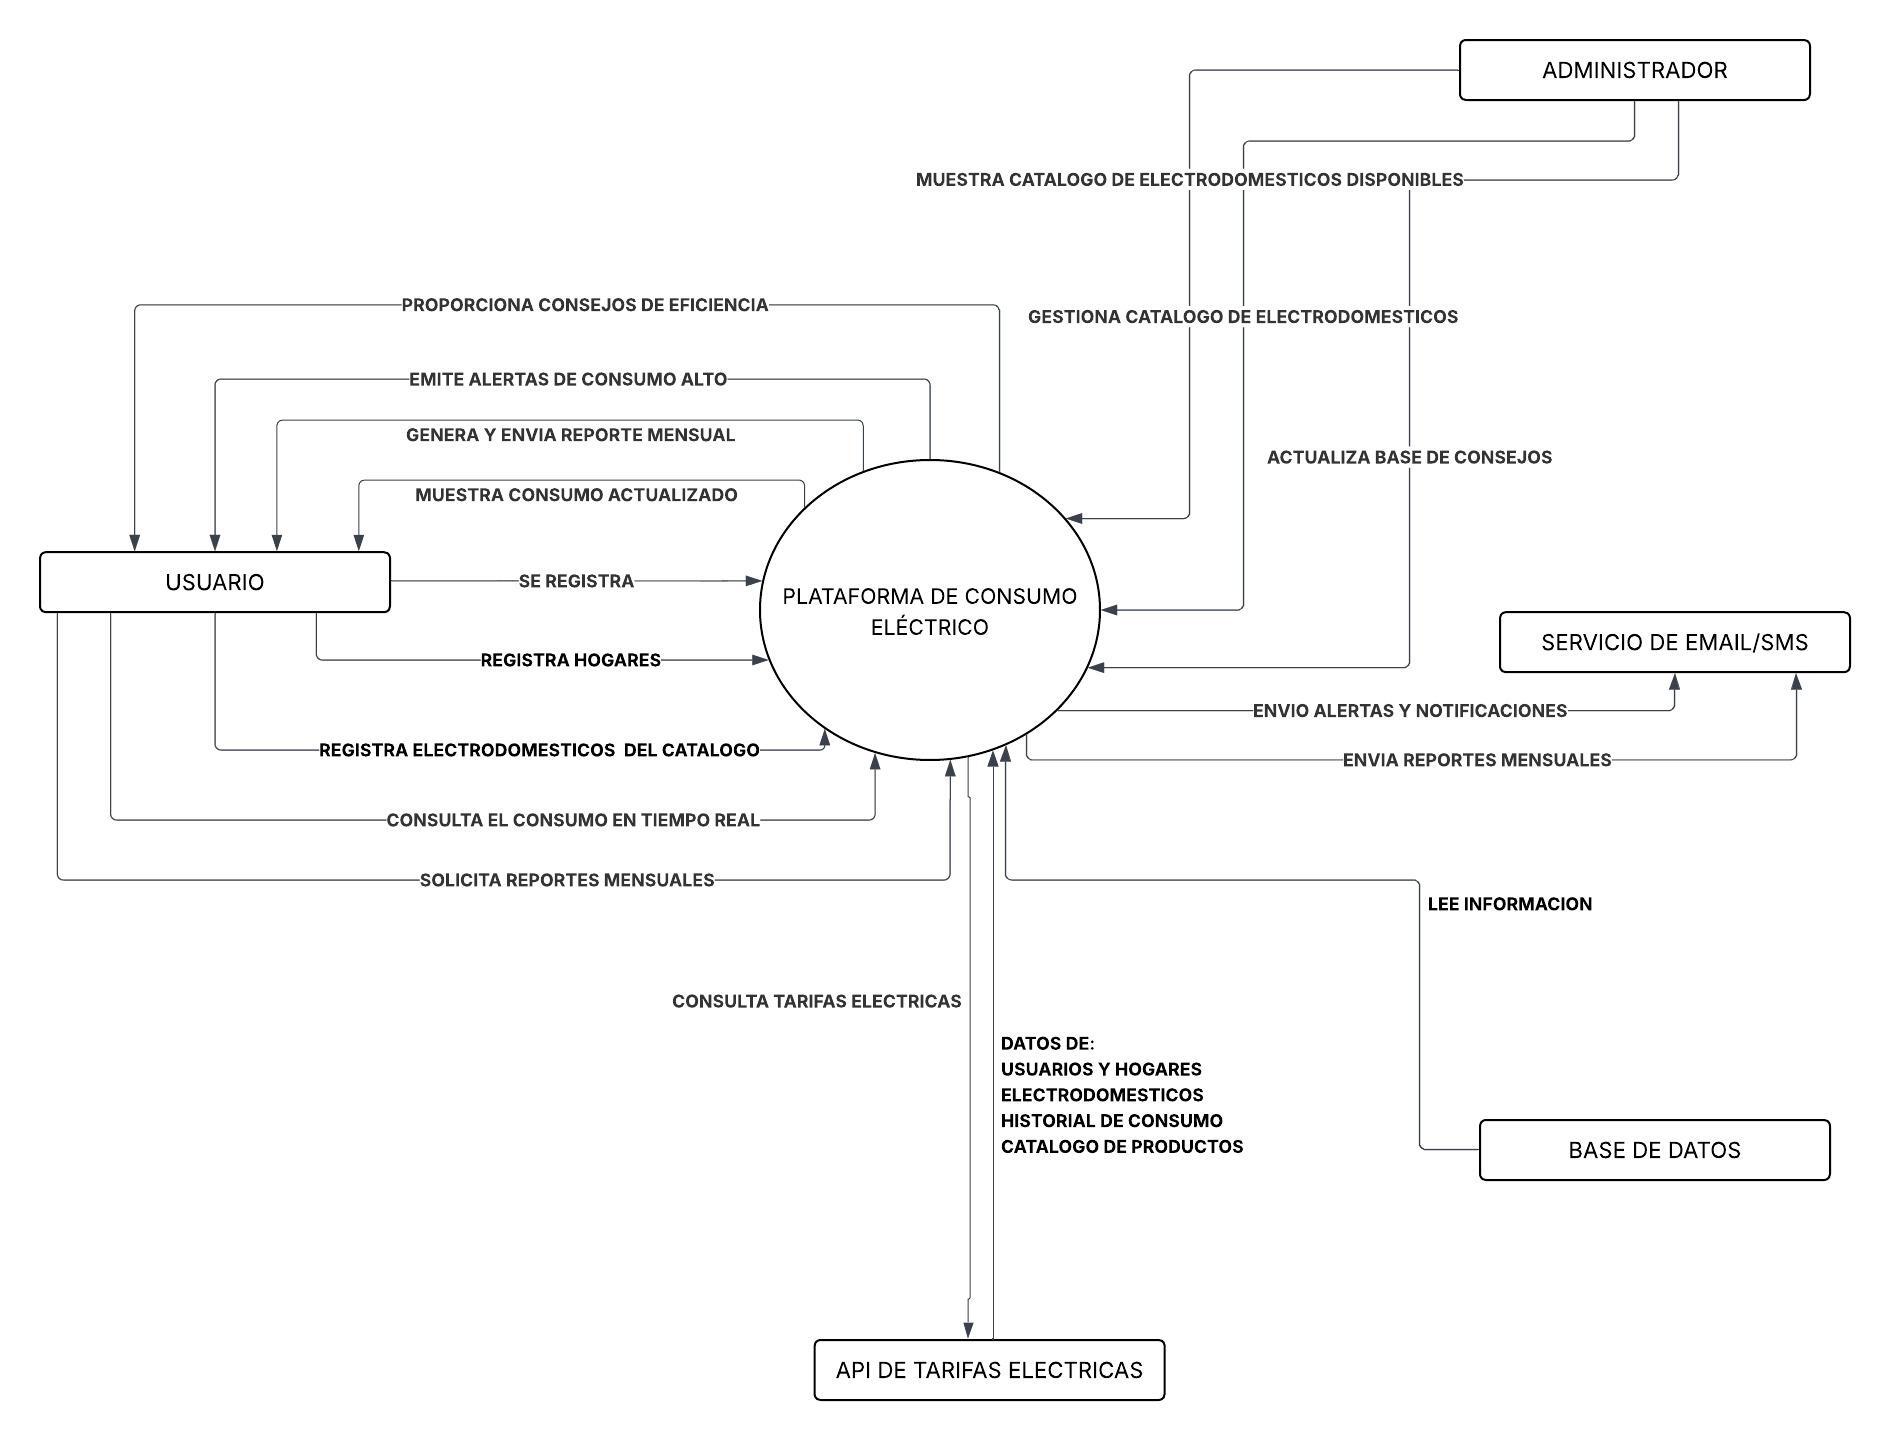 ADMINISTRADOR
MUESTRA CATALOGO DE ELECTRODOMESTICOS DISPONIBLES
PROPORCIONA CONSEJOS DE EFICIENCIA
GESTIONA CATALOGO DE ELECTRODOMESTICOS
EMITE ALERTAS DE CONSUMO ALTO
GENERA Y ENVIA REPORTE MENSUAL
ACTUALIZA BASE DE CONSEJOS
MUESTRA CONSUMO ACTUALIZADO
USUARIO
SE REGISTRA
PLATAFORMA DE CONSUMO
ELÉCTRICO
SERVICIO DE EMAIL/SMS
REGISTRA HOGARES
ENVIO ALERTAS Y NOTIFICACIONES
REGISTRA ELECTRODOMESTICOS  DEL CATALOGO
ENVIA REPORTES MENSUALES
CONSULTA EL CONSUMO EN TIEMPO REAL
SOLICITA REPORTES MENSUALES
LEE INFORMACION
CONSULTA TARIFAS ELECTRICAS
DATOS DE:
USUARIOS Y HOGARES
ELECTRODOMESTICOS
HISTORIAL DE CONSUMO
CATALOGO DE PRODUCTOS
BASE DE DATOS
API DE TARIFAS ELECTRICAS